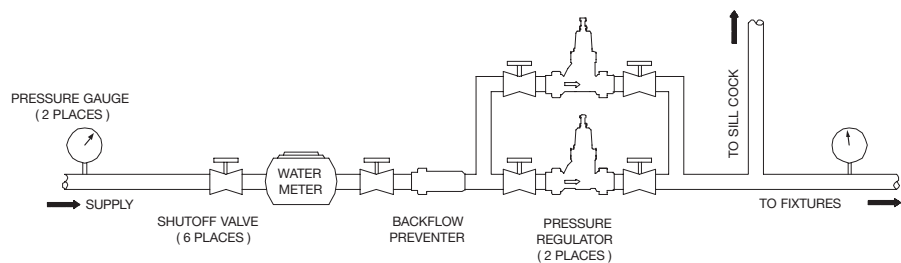 PRESSURE GAUGE
( 2 PLACES )
TO SILL COCK
WATER
METER
SUPPLY
TO FIXTURES
SHUTOFF VALVE
( 6 PLACES )
BACKFLOW
PREVENTER
PRESSURE
REGULATOR
( 2 PLACES )